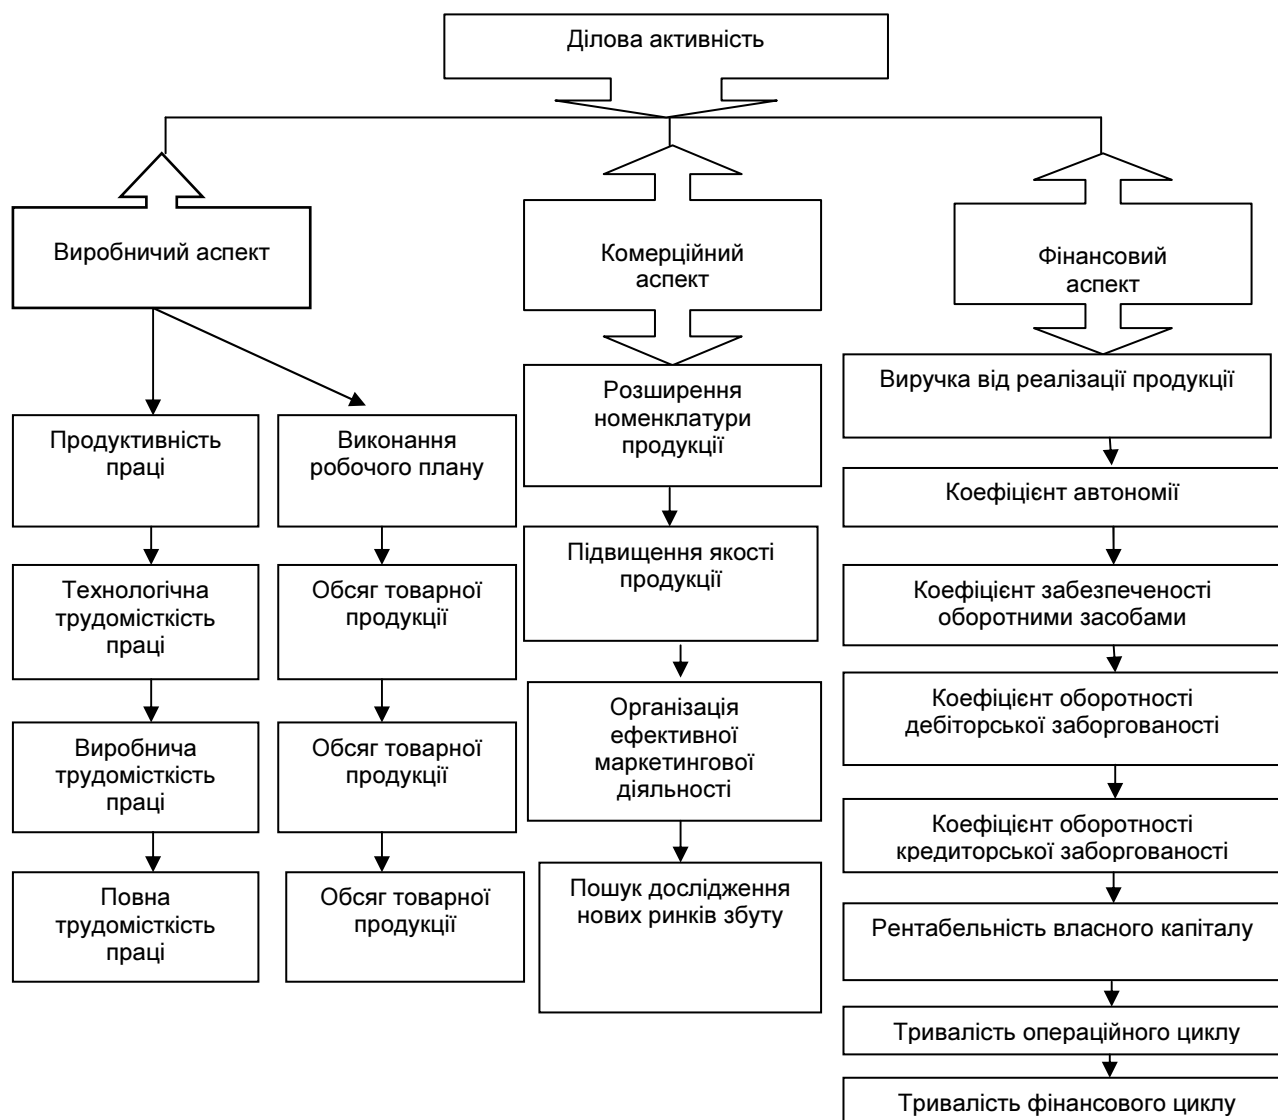 Ділова активність
Виробничий аспект
Комерційний
аспект
Фінансовий
аспект
Продуктивність
праці
Технологічна
трудомісткість
праці
Виробнича
трудомісткість
праці
Повна
трудомісткість
праці
Виконання
робочого плану
Обсяг товарної
продукції
Обсяг товарної
продукції
Обсяг товарної
продукції
Розширення
номенклатури
продукції
Підвищення якості
продукції
Організація
ефективної
маркетингової
діяльності
Пошук дослідження
нових ринків збуту
Виручка від реалізації продукції
Коефіцієнт автономії
Коефіцієнт забезпеченості
оборотними засобами
Коефіцієнт оборотності
дебіторської заборгованості
Коефіцієнт оборотності
кредиторської заборгованості
Рентабельність власного капіталу
Тривалість операційного циклу
Тривалість фінансового циклу